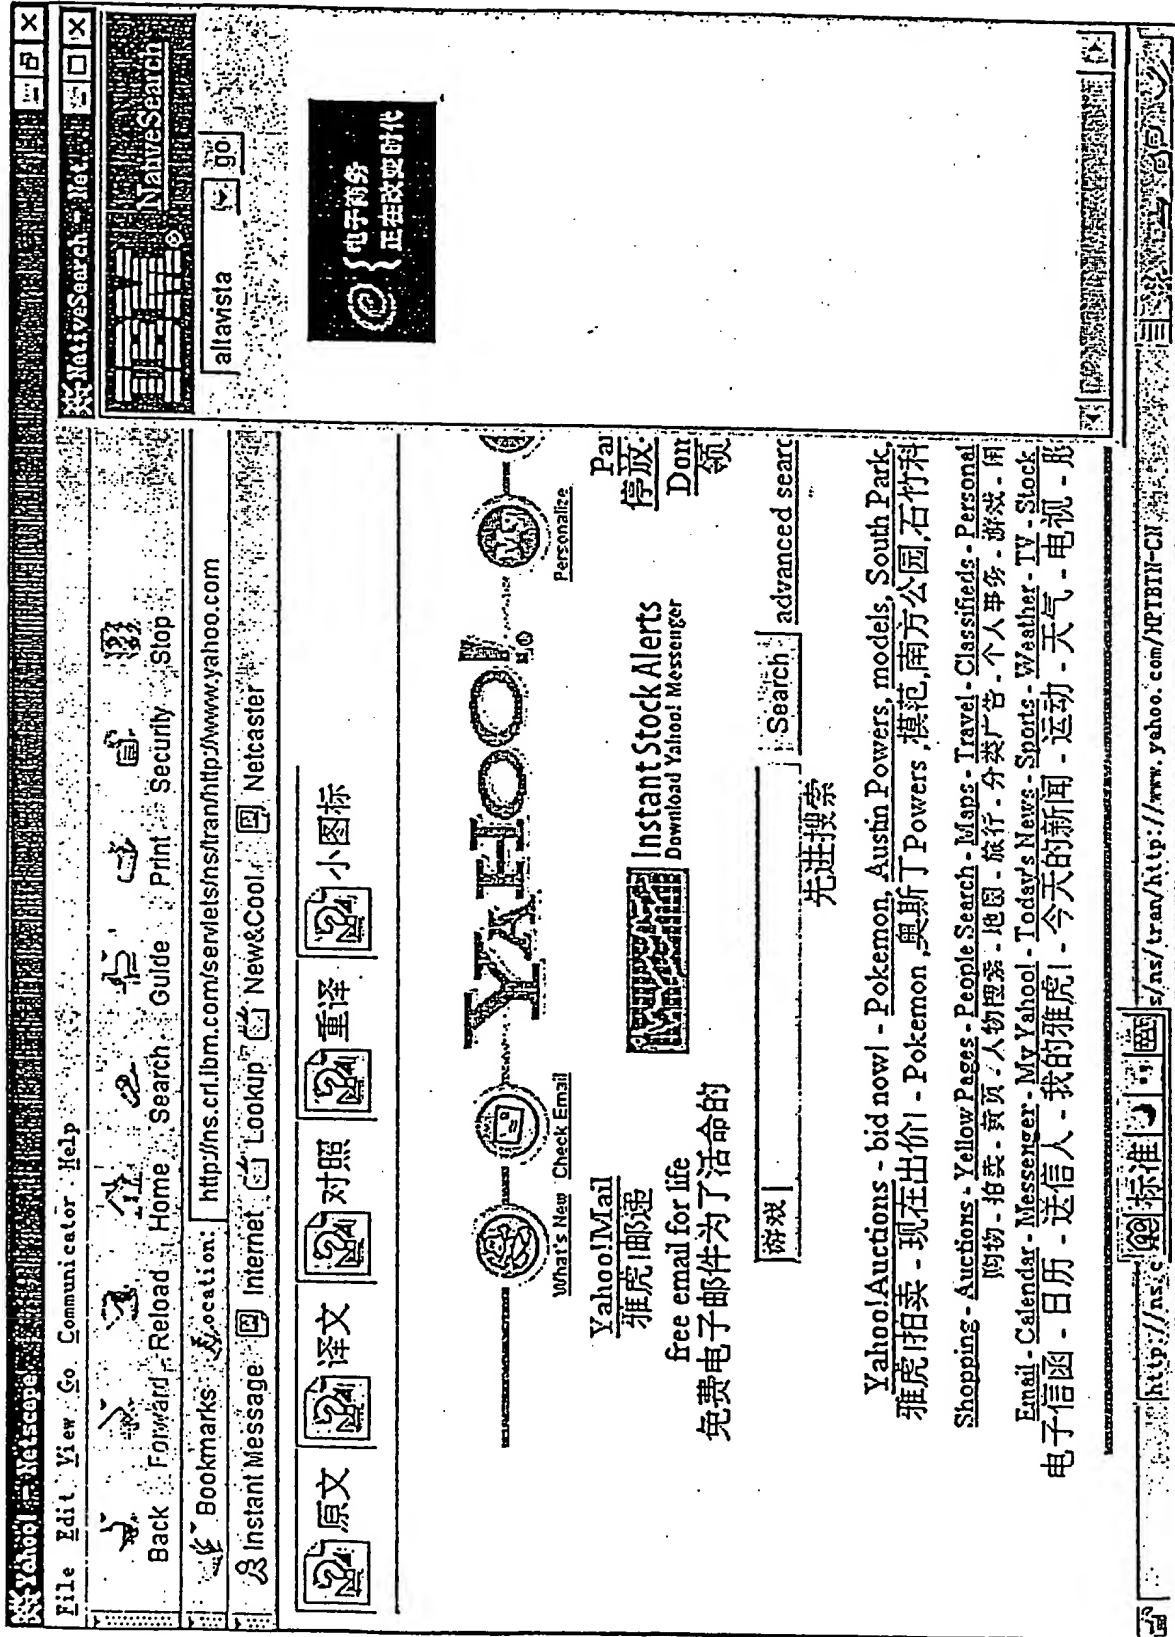 Yahoo! - Netscape
NativeSearch - Net...
File Edit View Go Communicator Help
Back Forward Reload Home Search Guide Print Security Stop
Bookmarks Location: http://ns.crl.ibm.com/servlets/ns/tran/http://www.yahoo.com
Instant Message Internet Lookup New&Cool Netcaster
IBM® NativeSearch
altavista go
原文 译文 对照 重译 小图标
电子商务
正在改变时代
YAHOO!®
What's New Check Email Personalize
Yahoo!Mail
雅虎!邮递
free email for life
免费电子邮件为了活命的
Instant Stock Alerts
Download Yahoo! Messenger
停放
领
游戏 Search advanced searc
先进搜索
Yahoo!Auctions - bid now! - Pokemon, Austin Powers, models, South Park,
雅虎!拍卖 - 现在出价! - Pokemon ,奥斯丁 Powers ,模范,南方公园,石竹科
Shopping - Auctions - Yellow Pages - People Search - Maps - Travel - Classifieds - Personal
购物 - 拍卖 - 黄页 - 人物搜索 - 地图 - 旅行 - 分类广告 - 个人事务 - 游戏 - 闲
Email - Calendar - Messenger - My Yahoo! - Today's News - Sports - Weather - TV - Stock
电子信函 - 日历 - 送信人 - 我的雅虎! - 今天的新闻 - 运动 - 天气 - 电视 -
http://ns.c 标准 s/ns/tran/http://www.yahoo.com/